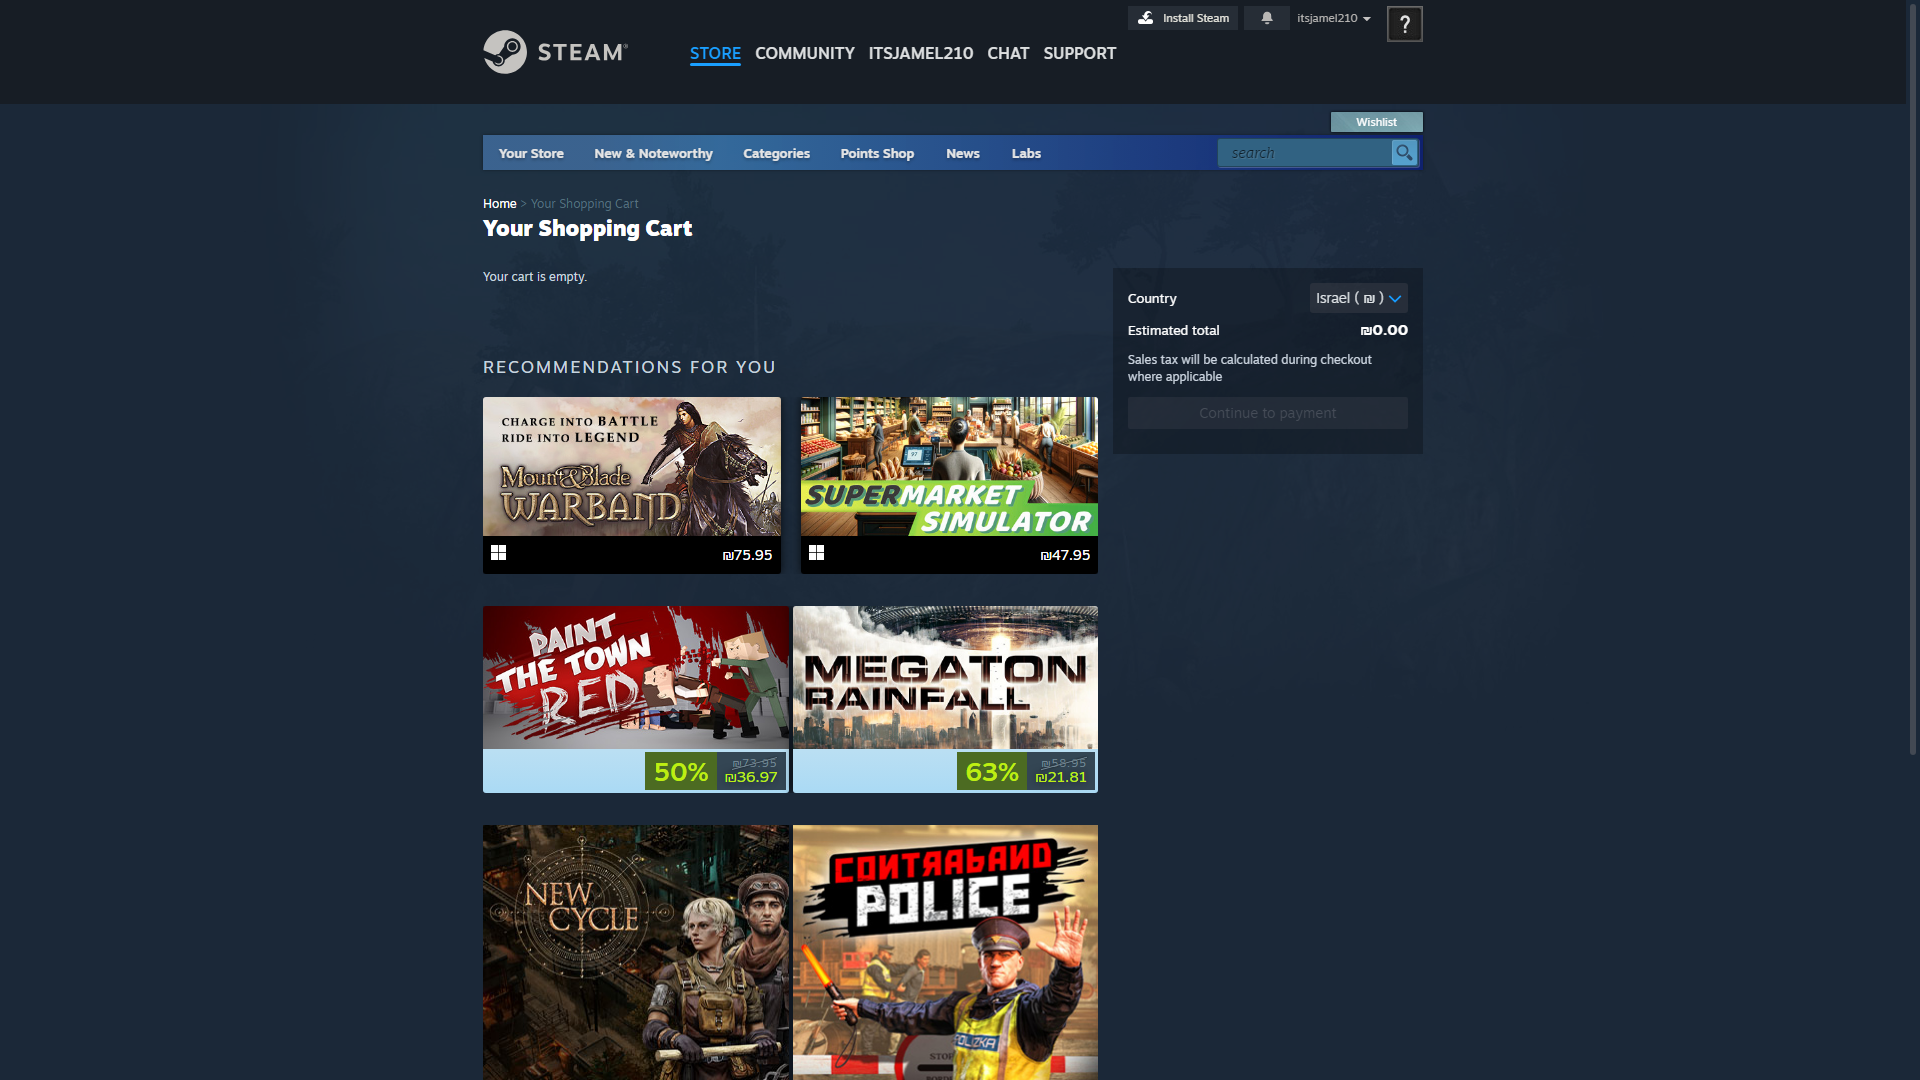 Install Steam
itsjamel210
?
STEAM®
STORE
COMMUNITY
ITSJAMEL210
CHAT
SUPPORT
Wishlist
Your Store
New & Noteworthy
Categories
Points Shop
News
Labs
search
Home > Your Shopping Cart
Your Shopping Cart
Your cart is empty.
Country
Israel ( ₪ )
Estimated total
₪0.00
Sales tax will be calculated during checkout
where applicable
Continue to payment
RECOMMENDATIONS FOR YOU
CHARGE INTO BATTLE
RIDE INTO LEGEND
Mount&Blade
WARBAND
₪75.95
97
SUPERMARKET
SIMULATOR
₪47.95
PAINT
THE TOWN
RED
50%
₪73.95
₪36.97
MEGATON
RAINFALL
63%
₪58.95
₪21.81
NEW
CYCLE
CONTRABAND
POLICE
POLIZKA
STOP